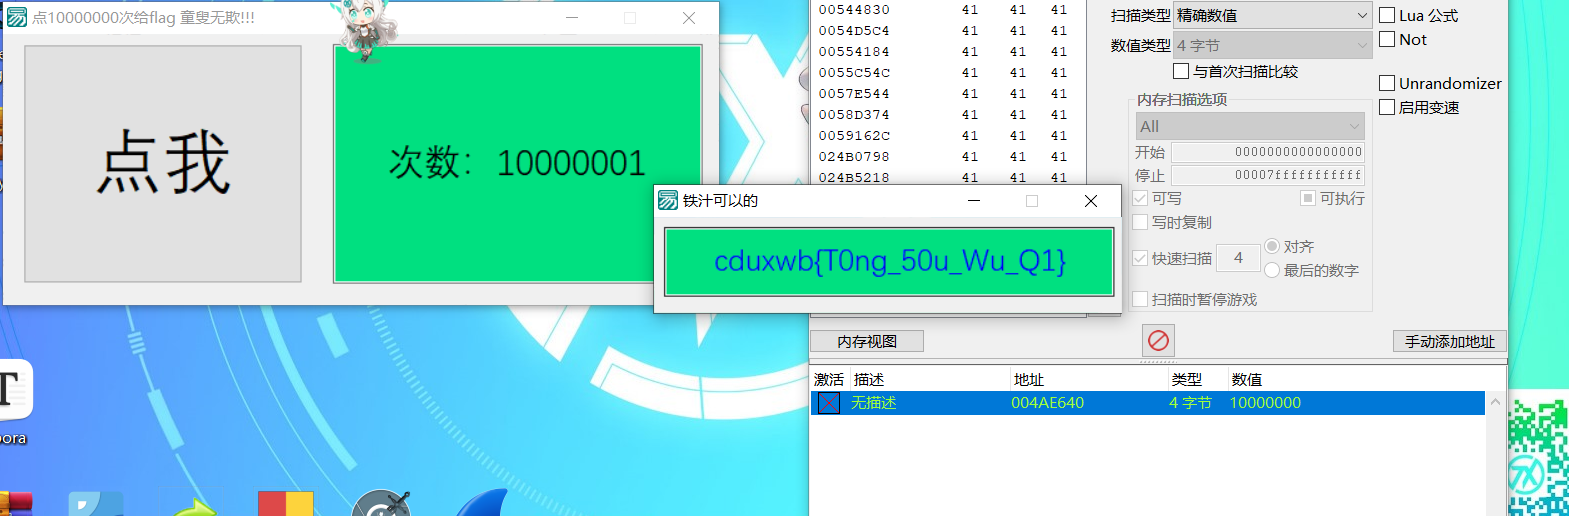 点10000000次给flag 童叟无欺!!!
点我
次数： 10000001
铁汁可以的
cduxwb{T0ng_50u_Wu_Q1}
00544830 41 41 41
0054D5C4 41 41 41
00554184 41 41 41
0055C54C 41 41 41
0057E544 41 41 41
0058D374 41 41 41
0059162C 41 41 41
024B0798 41 41 41
024B5218 41 41 41
扫描类型 精确数值
Lua 公式
数值类型 4 字节
Not
与首次扫描比较
Unrandomizer
启用变速
内存扫描选项
All
开始 0000000000000000
停止 00007fffffffffff
可写 可执行
写时复制
快速扫描 4 对齐
最后的数字
扫描时暂停游戏
内存视图
手动添加地址
激活 描述 地址 类型 数值
无描述 004AE640 4 字节 10000000
ora